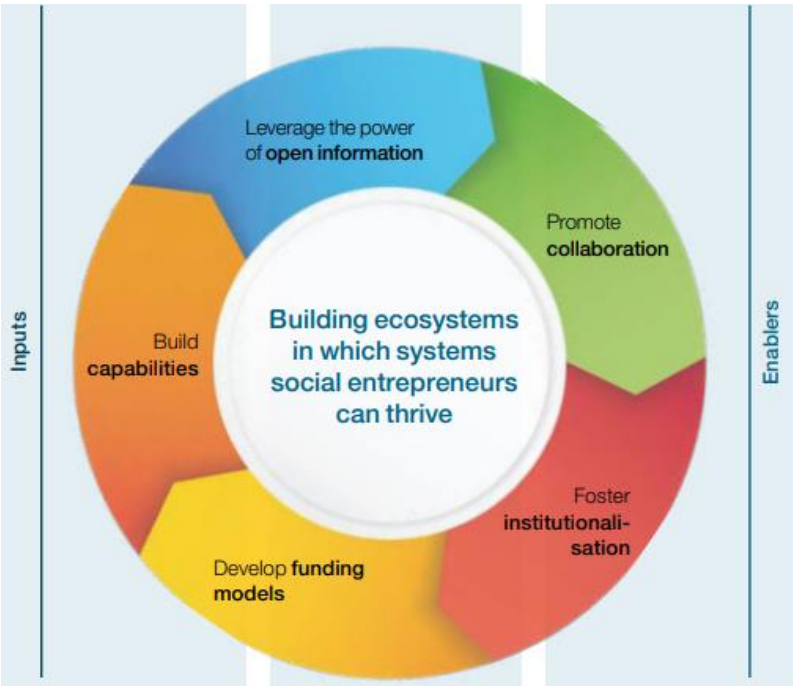 Leverage the power
of open information
Promote
collaboration
Inputs
Building ecosystems
in which systems
social entrepreneurs
can thrive
Enablers
Build
capabilities
Foster
institutionali-
sation
Develop funding
models